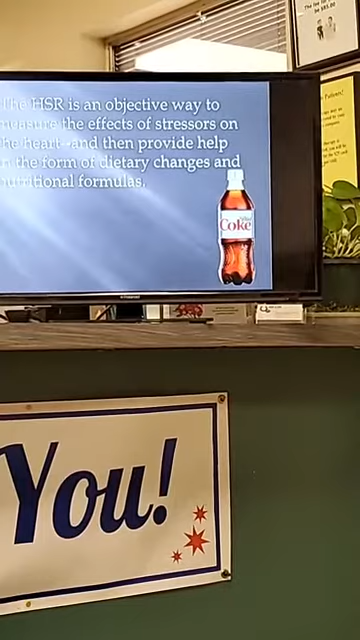 The HSR is an objective way to
measure the effects of stressors on
the heart--and then provide help
in the form of dietary changes and
nutritional formulas.
Coke
You!